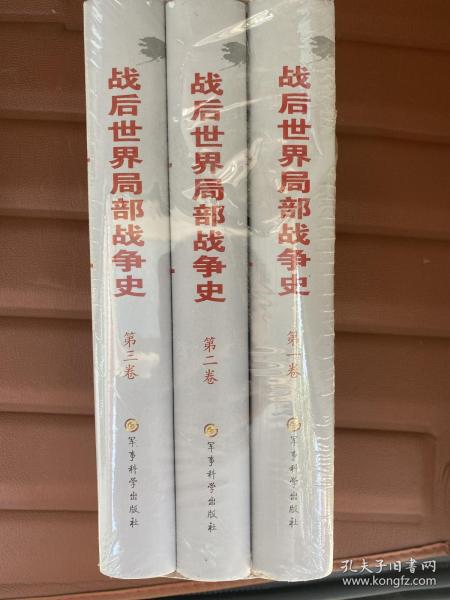 战后世界局部战争史
第三卷
军事科学出版社
战后世界局部战争史
第二卷
军事科学出版社
战后世界局部战争史
第一卷
军事科学出版社
孔夫子旧书网
www.kongfz.com